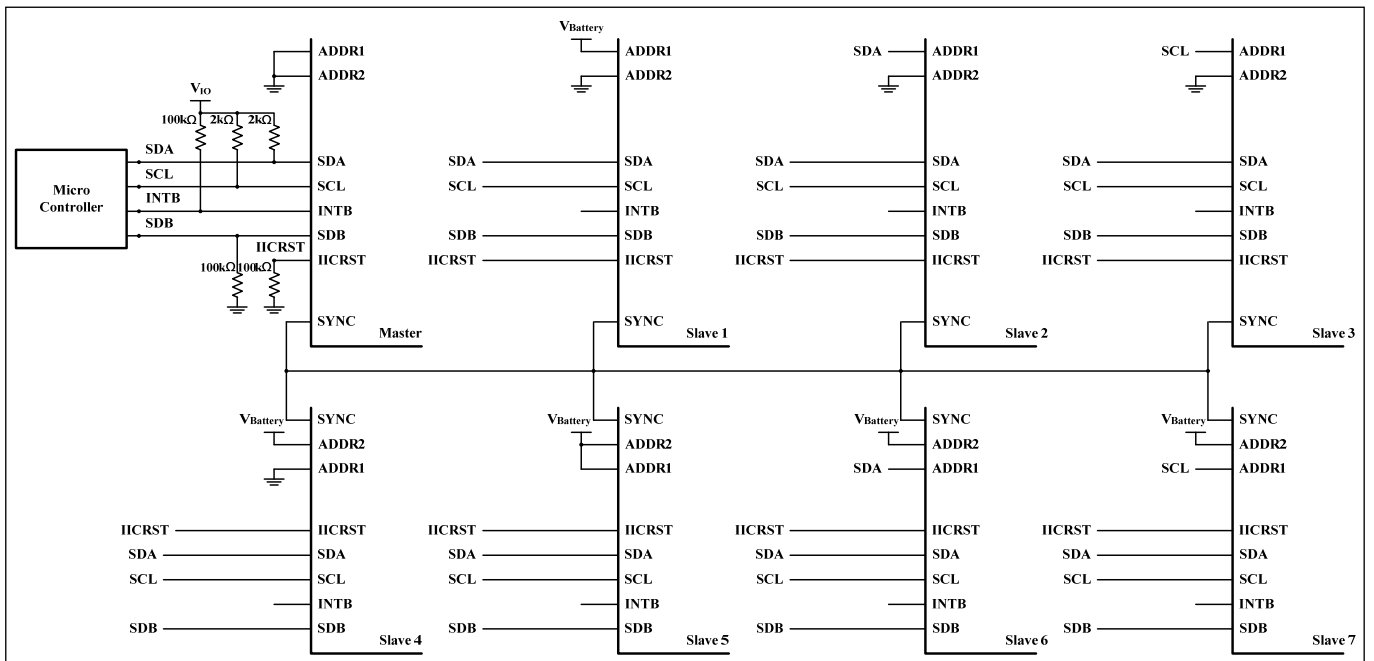 VBattery
ADDR1
ADDR2
ADDR1
ADDR2
SDA
ADDR1
ADDR2
SCL
ADDR1
ADDR2
VIO
100kΩ
2kΩ
2kΩ
Micro
Controller
SDA
SCL
INTB
SDB
IICRST
100kΩ
100kΩ
SDA
SCL
INTB
SDB
IICRST
SYNC
Master
SDA
SCL
SDB
IICRST
SDA
SCL
INTB
SDB
IICRST
SYNC
Slave 1
SDA
SCL
SDB
IICRST
SDA
SCL
INTB
SDB
IICRST
SYNC
Slave 2
SDA
SCL
SDB
IICRST
SDA
SCL
INTB
SDB
IICRST
SYNC
Slave 3
VBattery
SYNC
ADDR2
ADDR1
IICRST
SDA
SCL
SDB
IICRST
SDA
SCL
INTB
SDB
Slave 4
VBattery
SYNC
ADDR2
ADDR1
IICRST
SDA
SCL
SDB
IICRST
SDA
SCL
INTB
SDB
Slave 5
VBattery
SDA
SYNC
ADDR2
ADDR1
IICRST
SDA
SCL
SDB
IICRST
SDA
SCL
INTB
SDB
Slave 6
VBattery
SCL
SYNC
ADDR2
ADDR1
IICRST
SDA
SCL
SDB
IICRST
SDA
SCL
INTB
SDB
Slave 7